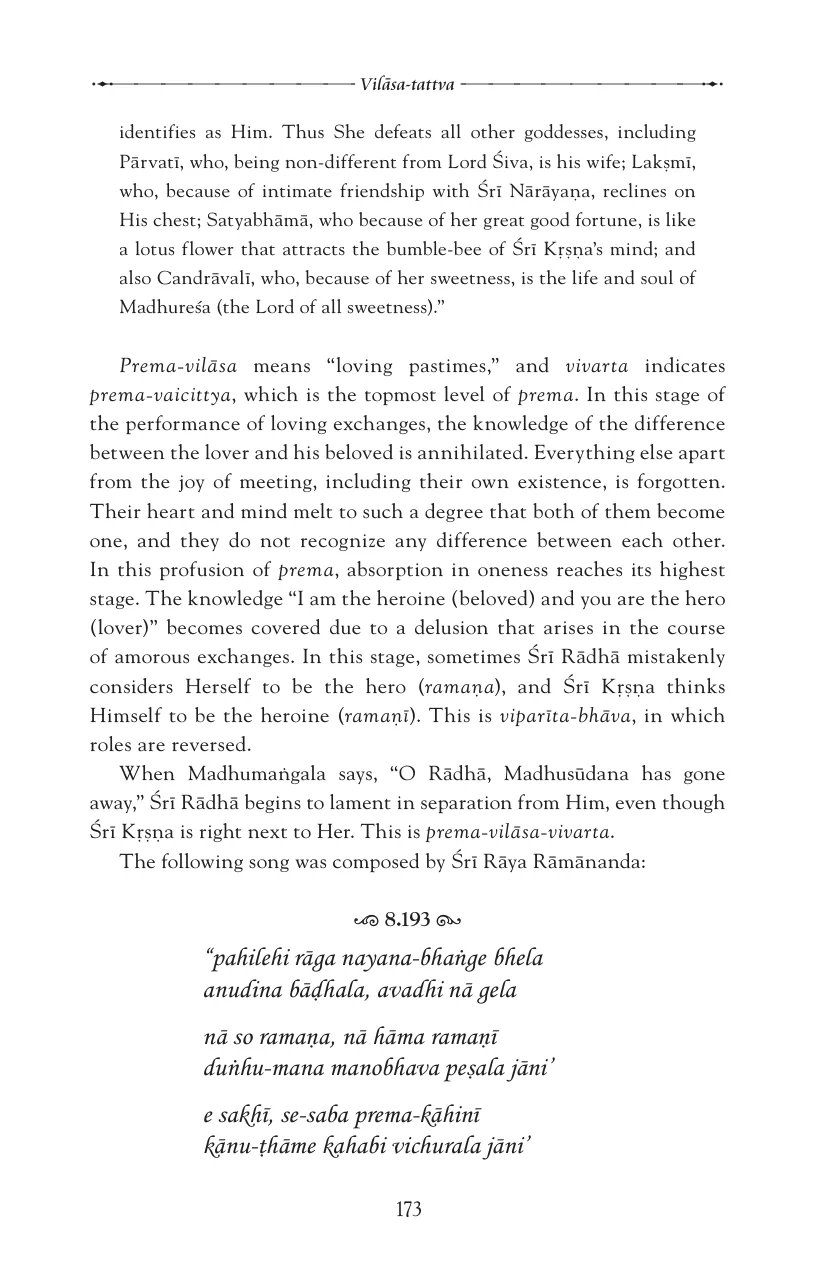 Vilāsa-tattva
identifies as Him. Thus She defeats all other goddesses, including
Pārvatī, who, being non-different from Lord Śiva, is his wife; Lakṣmī,
who, because of intimate friendship with Śrī Nārāyaṇa, reclines on
His chest; Satyabhāmā, who because of her great good fortune, is like
a lotus flower that attracts the bumble-bee of Śrī Kṛṣṇa’s mind; and
also Candrāvalī, who, because of her sweetness, is the life and soul of
Madhureśa (the Lord of all sweetness).”
Prema-vilāsa means “loving pastimes,” and vivarta indicates
prema-vaicittya, which is the topmost level of prema. In this stage of
the performance of loving exchanges, the knowledge of the difference
between the lover and his beloved is annihilated. Everything else apart
from the joy of meeting, including their own existence, is forgotten.
Their heart and mind melt to such a degree that both of them become
one, and they do not recognize any difference between each other.
In this profusion of prema, absorption in oneness reaches its highest
stage. The knowledge “I am the heroine (beloved) and you are the hero
(lover)” becomes covered due to a delusion that arises in the course
of amorous exchanges. In this stage, sometimes Śrī Rādhā mistakenly
considers Herself to be the hero (ramaṇa), and Śrī Kṛṣṇa thinks
Himself to be the heroine (ramaṇī). This is viparīta-bhāva, in which
roles are reversed.
When Madhumaṅgala says, “O Rādhā, Madhusūdana has gone
away,” Śrī Rādhā begins to lament in separation from Him, even though
Śrī Kṛṣṇa is right next to Her. This is prema-vilāsa-vivarta.
The following song was composed by Śrī Rāya Rāmānanda:
8.193
“pahilehi rāga nayana-bhaṅge bhela
anudina bāḍhala, avadhi nā gela
nā so ramaṇa, nā hāma ramaṇī
duṅhu-mana manobhava peṣala jāni’
e sakhī, se-saba prema-kāhinī
kānu-ṭhāme kahabi vichurala jāni’
173